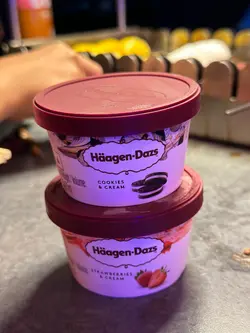 Häagen-Dazs
COOKIES
& CREAM
Häagen-Dazs
STRAWBERRIES
& CREAM